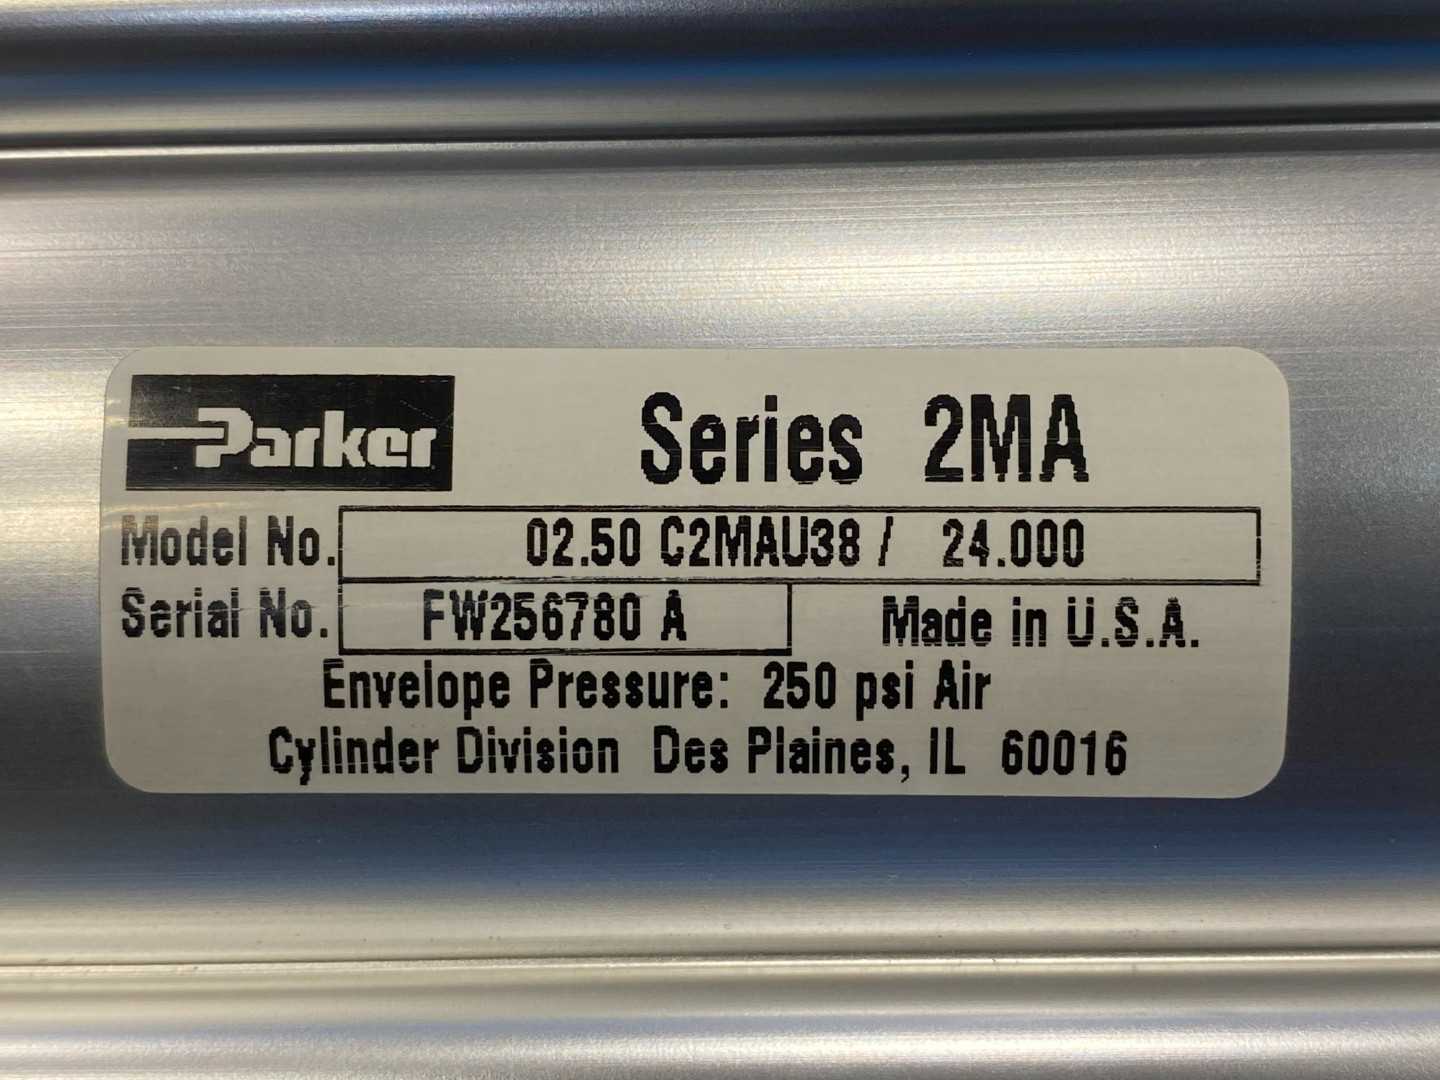 Parker Series 2MA
Model No. 02.50 C2MAU38 / 24.000
Serial No. FW256780 A Made in U.S.A.
Envelope Pressure: 250 psi Air
Cylinder Division Des Plaines, IL 60016